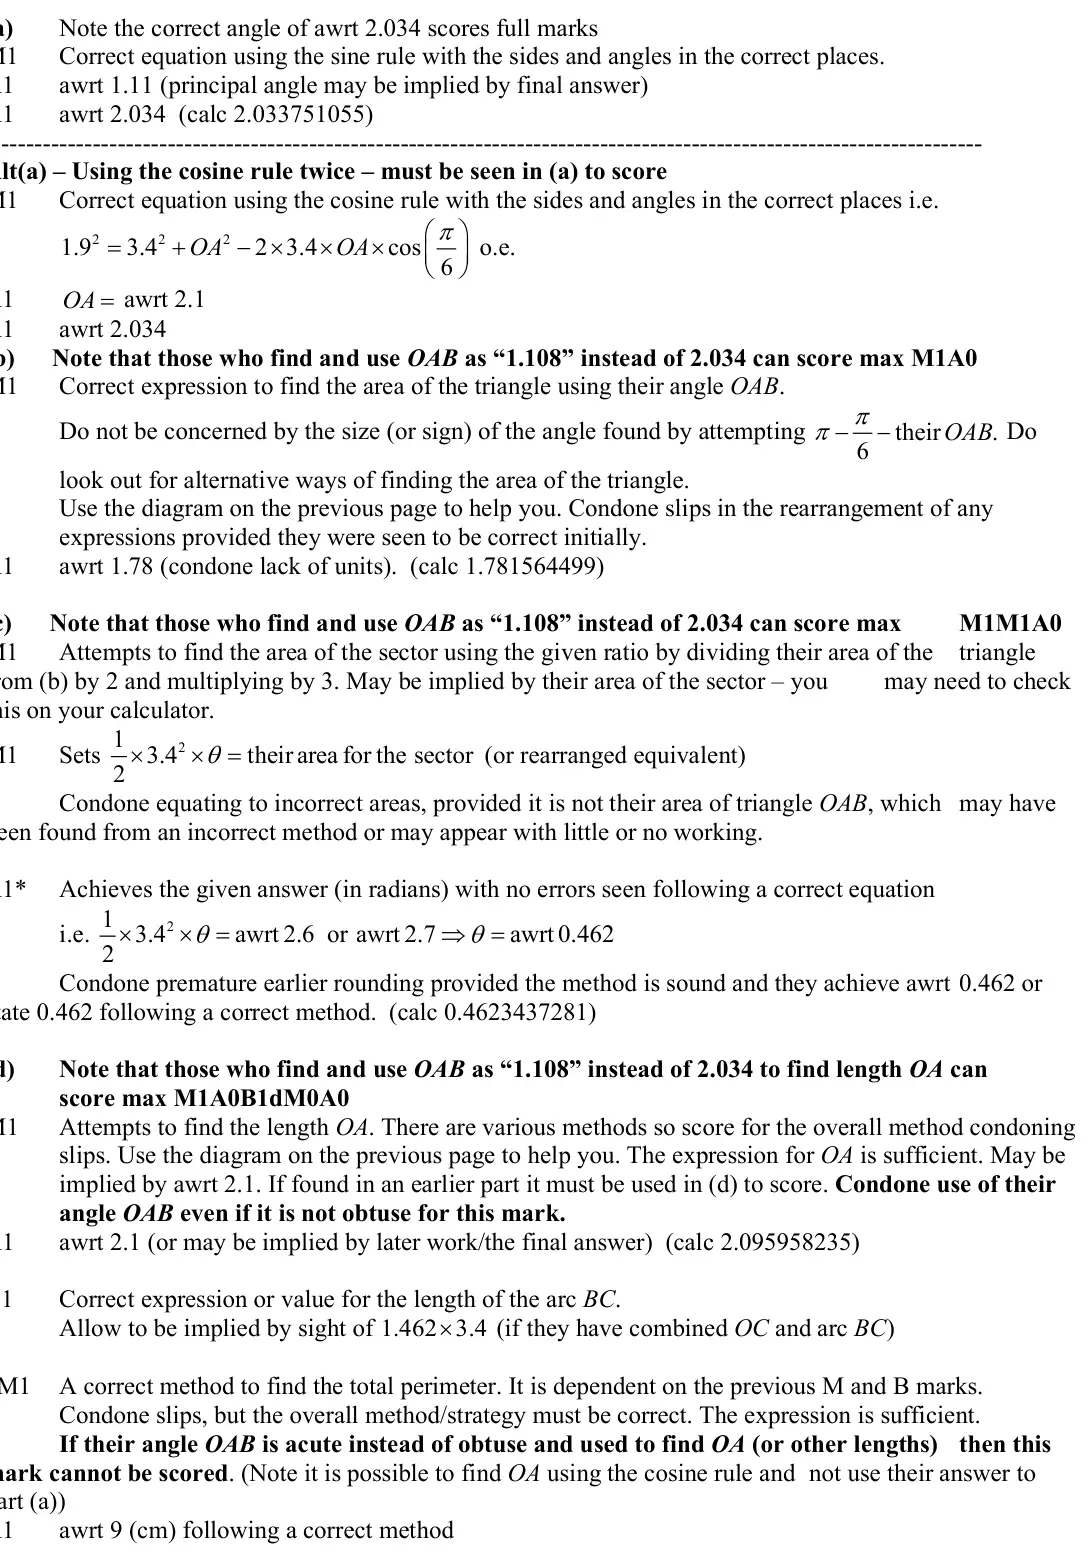 a) Note the correct angle of awrt 2.034 scores full marks
M1 Correct equation using the sine rule with the sides and angles in the correct places.
1 awrt 1.11 (principal angle may be implied by final answer)
1 awrt 2.034 (calc 2.033751055)
-----------------------------------------------------------------------------------------------------------------
lt(a) – Using the cosine rule twice – must be seen in (a) to score
M1 Correct equation using the cosine rule with the sides and angles in the correct places i.e.
1.9² = 3.4² + OA² − 2×3.4×OA×cos(π/6) o.e.
1 OA = awrt 2.1
1 awrt 2.034
b) Note that those who find and use OAB as “1.108” instead of 2.034 can score max M1A0
M1 Correct expression to find the area of the triangle using their angle OAB.
Do not be concerned by the size (or sign) of the angle found by attempting π − π/6 − their OAB. Do
look out for alternative ways of finding the area of the triangle.
Use the diagram on the previous page to help you. Condone slips in the rearrangement of any
expressions provided they were seen to be correct initially.
1 awrt 1.78 (condone lack of units). (calc 1.781564499)
c) Note that those who find and use OAB as “1.108” instead of 2.034 can score max M1M1A0
M1 Attempts to find the area of the sector using the given ratio by dividing their area of the triangle
rom (b) by 2 and multiplying by 3. May be implied by their area of the sector – you may need to check
his on your calculator.
M1 Sets 1/2 × 3.4² × θ = their area for the sector (or rearranged equivalent)
Condone equating to incorrect areas, provided it is not their area of triangle OAB, which may have
een found from an incorrect method or may appear with little or no working.
1* Achieves the given answer (in radians) with no errors seen following a correct equation
i.e. 1/2 × 3.4² × θ = awrt 2.6 or awrt 2.7 ⇒ θ = awrt 0.462
Condone premature earlier rounding provided the method is sound and they achieve awrt 0.462 or
tate 0.462 following a correct method. (calc 0.4623437281)
d) Note that those who find and use OAB as “1.108” instead of 2.034 to find length OA can
score max M1A0B1dM0A0
M1 Attempts to find the length OA. There are various methods so score for the overall method condoning
slips. Use the diagram on the previous page to help you. The expression for OA is sufficient. May be
implied by awrt 2.1. If found in an earlier part it must be used in (d) to score. Condone use of their
angle OAB even if it is not obtuse for this mark.
1 awrt 2.1 (or may be implied by later work/the final answer) (calc 2.095958235)
1 Correct expression or value for the length of the arc BC.
Allow to be implied by sight of 1.462×3.4 (if they have combined OC and arc BC)
M1 A correct method to find the total perimeter. It is dependent on the previous M and B marks.
Condone slips, but the overall method/strategy must be correct. The expression is sufficient.
If their angle OAB is acute instead of obtuse and used to find OA (or other lengths) then this
mark cannot be scored. (Note it is possible to find OA using the cosine rule and not use their answer to
art (a))
1 awrt 9 (cm) following a correct method